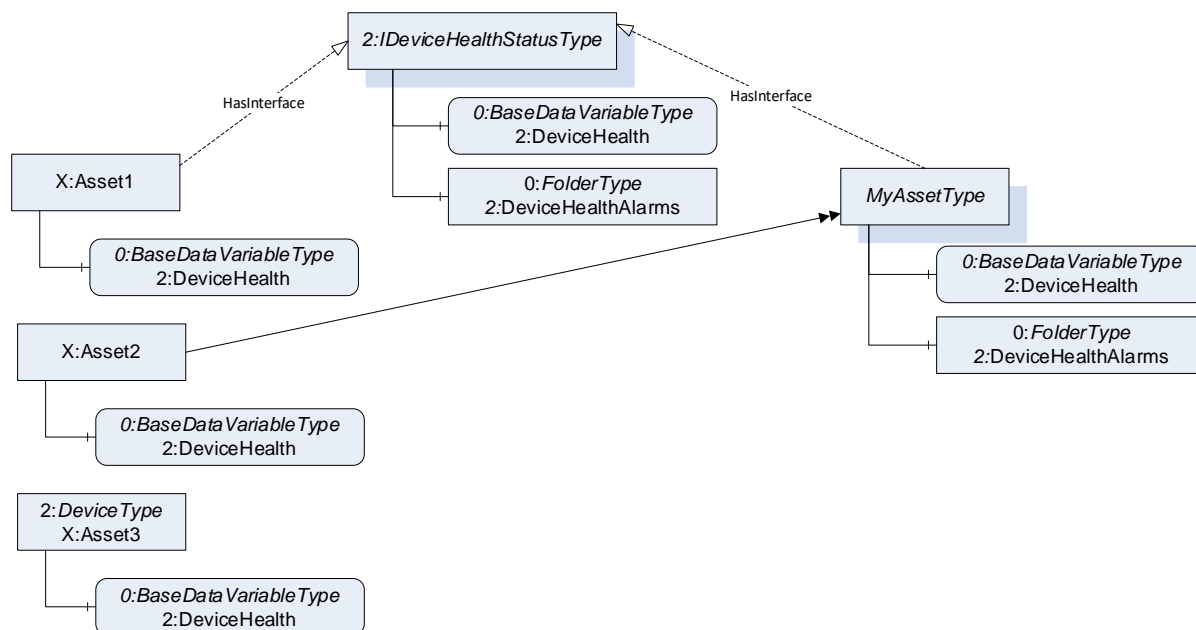 2:IDeviceHealthStatusType
HasInterface
HasInterface
0:BaseDataVariableType
2:DeviceHealth
X:Asset1
0:FolderType
2:DeviceHealthAlarms
MyAssetType
0:BaseDataVariableType
2:DeviceHealth
0:BaseDataVariableType
2:DeviceHealth
X:Asset2
0:FolderType
2:DeviceHealthAlarms
0:BaseDataVariableType
2:DeviceHealth
2:DeviceType
X:Asset3
0:BaseDataVariableType
2:DeviceHealth